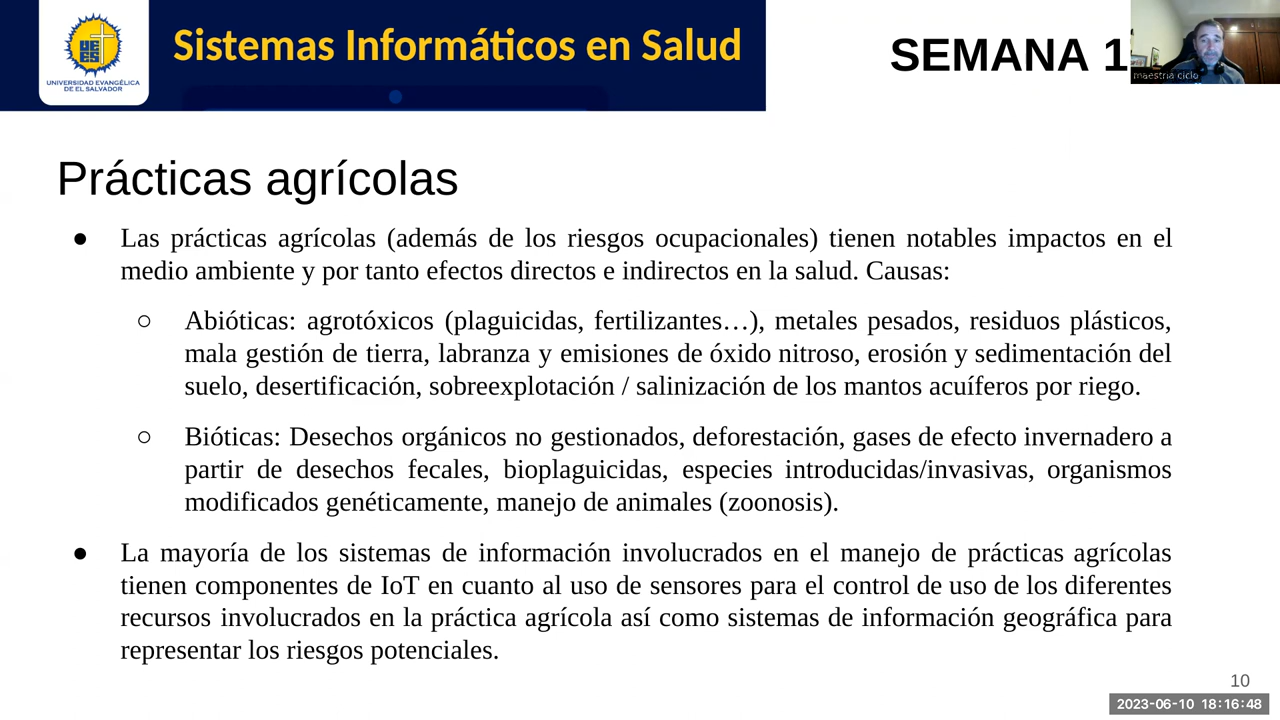 UNIVERSIDAD EVANGÉLICA
DE EL SALVADOR
Sistemas Informáticos en Salud
SEMANA 1
maestria ciclo
Prácticas agrícolas
● Las prácticas agrícolas (además de los riesgos ocupacionales) tienen notables impactos en el
medio ambiente y por tanto efectos directos e indirectos en la salud. Causas:
○ Abióticas: agrotóxicos (plaguicidas, fertilizantes…), metales pesados, residuos plásticos,
mala gestión de tierra, labranza y emisiones de óxido nitroso, erosión y sedimentación del
suelo, desertificación, sobreexplotación / salinización de los mantos acuíferos por riego.
○ Bióticas: Desechos orgánicos no gestionados, deforestación, gases de efecto invernadero a
partir de desechos fecales, bioplaguicidas, especies introducidas/invasivas, organismos
modificados genéticamente, manejo de animales (zoonosis).
● La mayoría de los sistemas de información involucrados en el manejo de prácticas agrícolas
tienen componentes de IoT en cuanto al uso de sensores para el control de uso de los diferentes
recursos involucrados en la práctica agrícola así como sistemas de información geográfica para
representar los riesgos potenciales.
10
2023-06-10 18:16:48